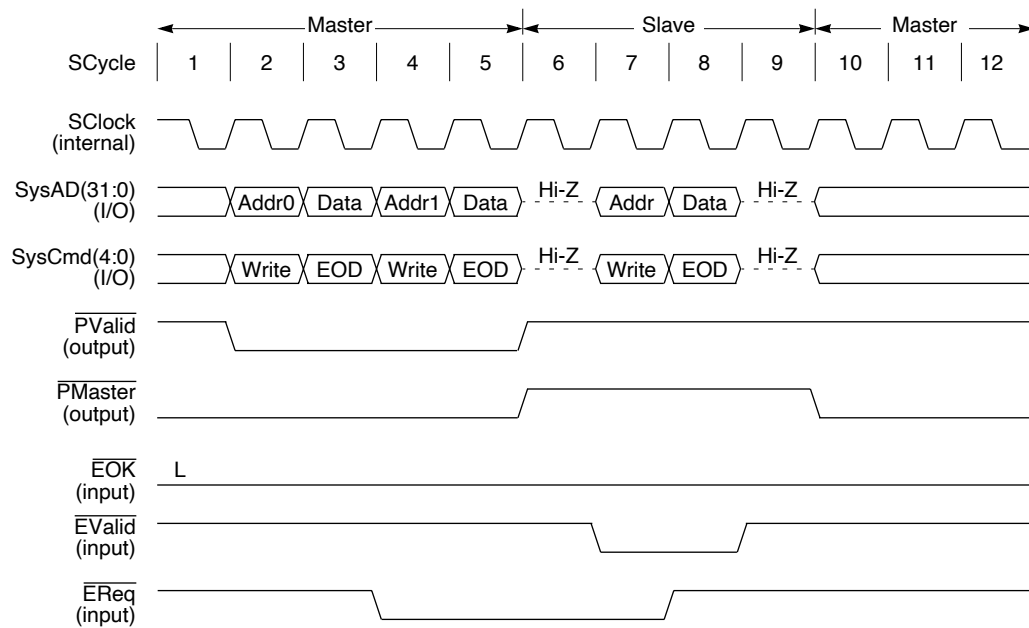 Master Slave Master
SCycle 1 2 3 4 5 6 7 8 9 10 11 12
SClock
(internal)
SysAD(31:0) Addr0 Data Addr1 Data Hi-Z Addr Data Hi-Z
(I/O)
SysCmd(4:0) Write EOD Write EOD Hi-Z Write EOD Hi-Z
(I/O)
PValid
(output)
PMaster
(output)
EOK L
(input)
EValid
(input)
EReq
(input)